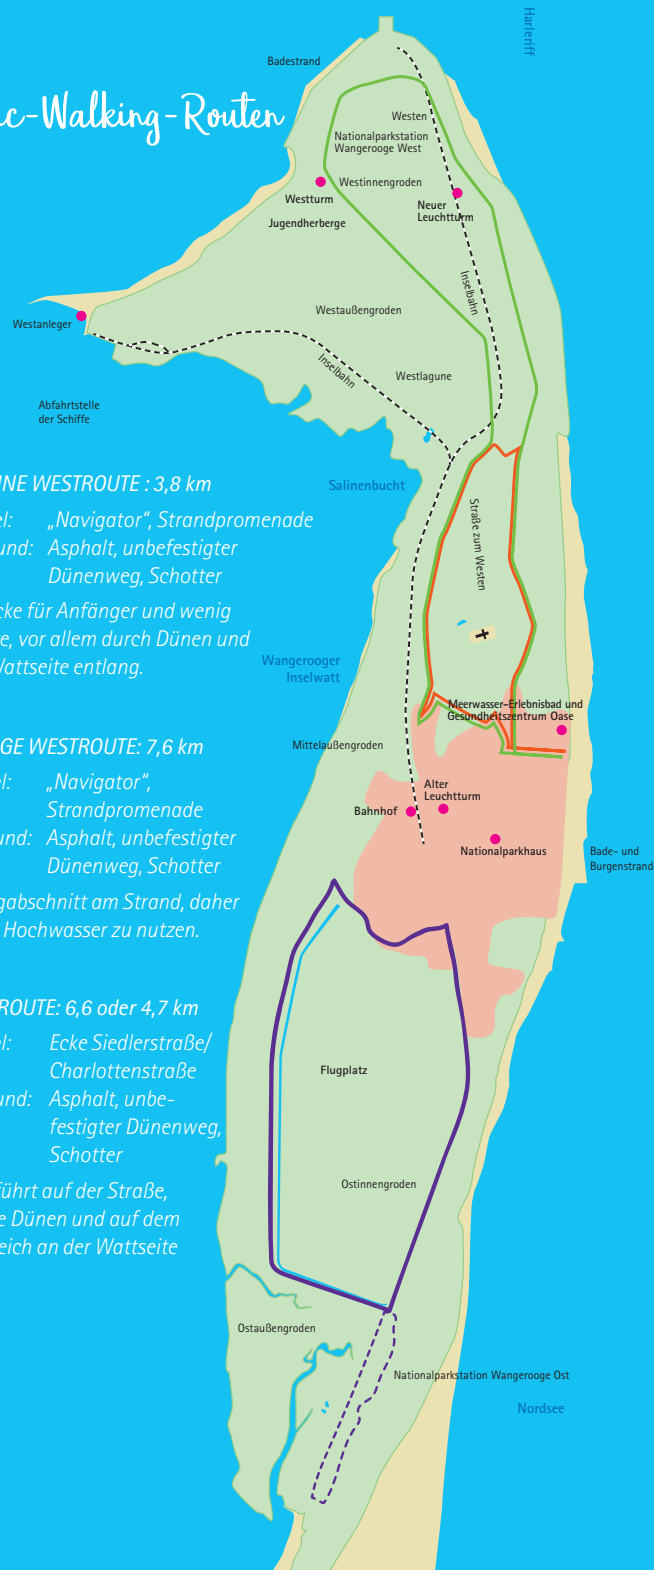 Harleriff
Badestrand
c-Walking-Routen
Westen
Nationalparkstation
Wangerooge West
Westinnengroden
Westturm
Jugendherberge
Neuer
Leuchtturm
Inselbahn
Westaußengroden
Westanleger
Inselbahn
Westlagune
Abfahrtstelle
der Schiffe
Salinenbucht
INE WESTROUTE : 3,8 km
el: „Navigator“, Strandpromenade
und: Asphalt, unbefestigter
Dünenweg, Schotter
cke für Anfänger und wenig
e, vor allem durch Dünen und
Wattseite entlang.
Straße zum Westen
Wangerooger
Inselwatt
Meerwasser-Erlebnisbad und
Gesundheitszentrum Oase
Mittelaußengroden
GE WESTROUTE: 7,6 km
el: „Navigator“,
Strandpromenade
und: Asphalt, unbefestigter
Dünenweg, Schotter
gabschnitt am Strand, daher
Hochwasser zu nutzen.
Alter
Leuchtturm
Bahnhof
Nationalparkhaus
Bade- und
Burgenstrand
ROUTE: 6,6 oder 4,7 km
el: Ecke Siedlerstraße/
Charlottenstraße
und: Asphalt, unbe-
festigter Dünenweg,
Schotter
führt auf der Straße,
e Dünen und auf dem
eich an der Wattseite
Flugplatz
Ostinnengroden
Ostaußengroden
Nationalparkstation Wangerooge Ost
Nordsee